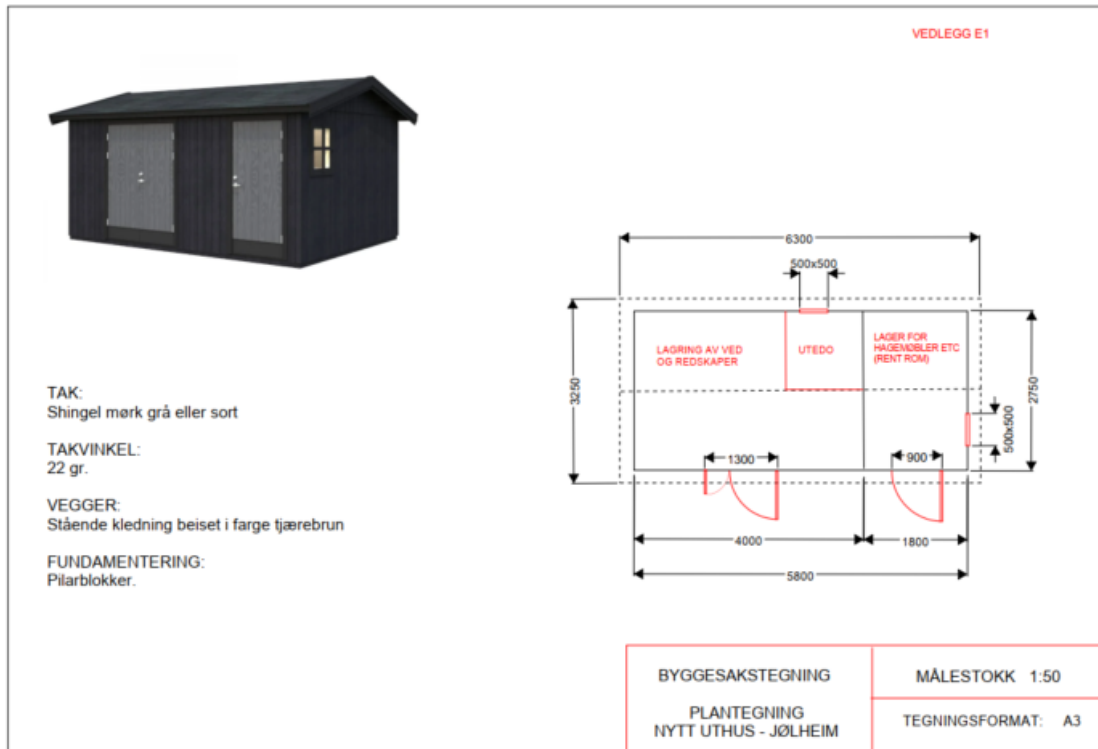 VEDLEGG E1
6300
500x500
3250
LAGRING AV VED
OG REDSKAPER
UTEDO
LAGER FOR
HAGEMØBLER ETC
(RENT ROM)
2750
500x500
1300
900
4000
1800
5800
TAK:
Shingel mørk grå eller sort
TAKVINKEL:
22 gr.
VEGGER:
Stående kledning beiset i farge tjærebrun
FUNDAMENTERING:
Pilarblokker.
BYGGESAKSTEGNING
PLANTEGNING
NYTT UTHUS - JØLHEIM
MÅLESTOKK 1:50
TEGNINGSFORMAT: A3